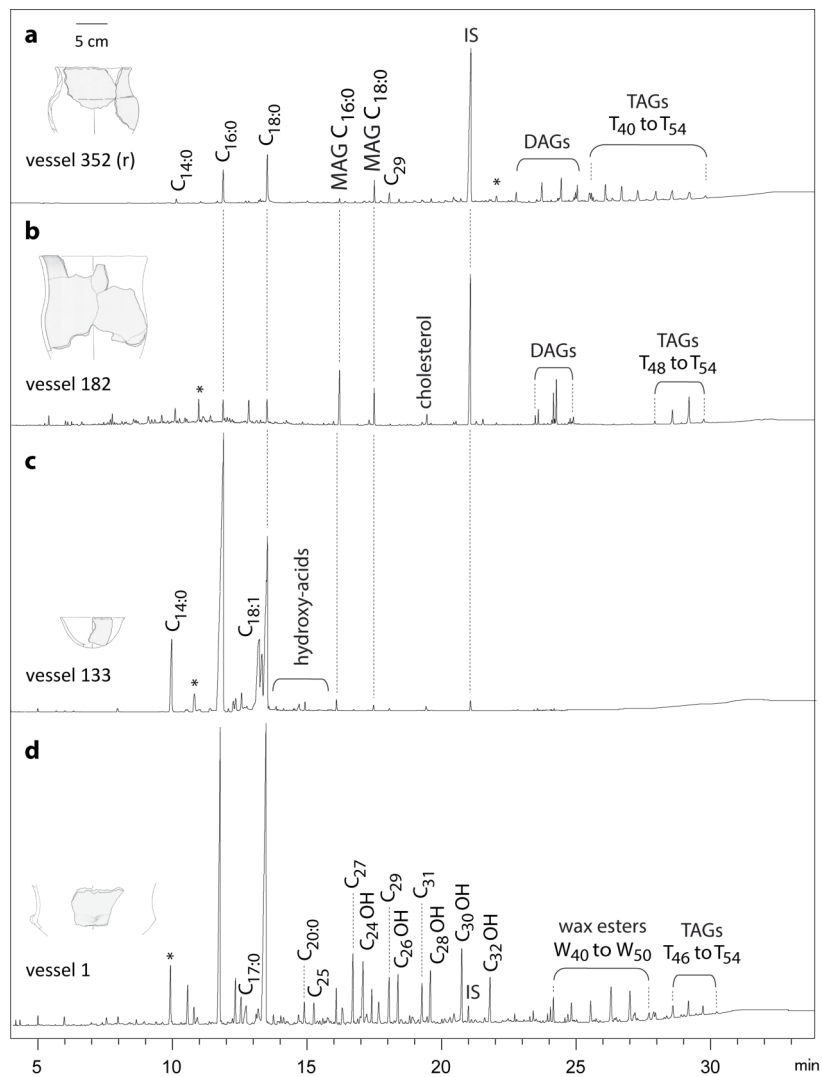 a
5 cm
vessel 352 (r)
C14:0
C16:0
C18:0
MAG C16:0
MAG C18:0
C29
IS
*
DAGs
TAGs
T40 to T54
b
vessel 182
*
cholesterol
DAGs
TAGs
T48 to T54
c
vessel 133
C14:0
*
C18:1
hydroxy-acids
d
vessel 1
*
C17:0
C20:0
C25
C27
C24 OH
C29
C26 OH
C31
C28 OH
C30 OH
IS
C32 OH
wax esters
W40 to W50
TAGs
T46 to T54
5 10 15 20 25 30 min